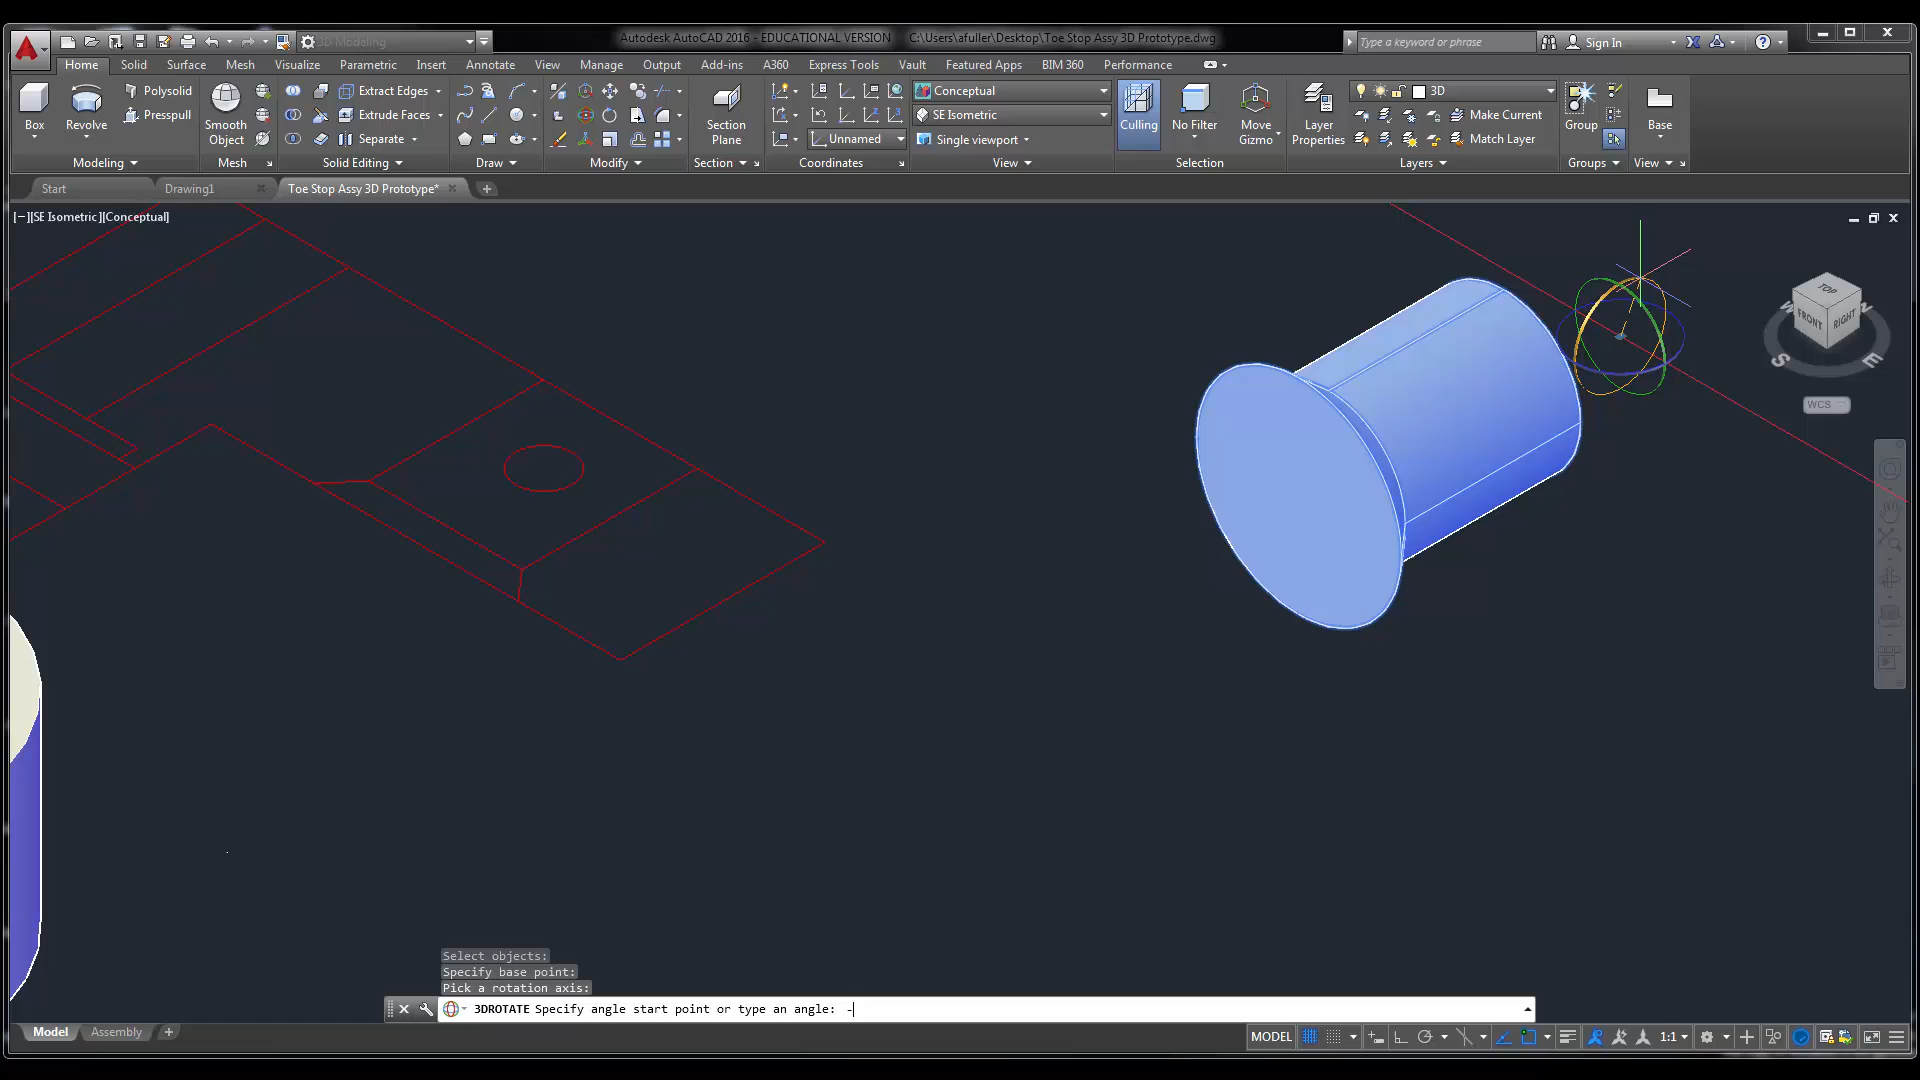 3D Modeling
Autodesk AutoCAD 2016 - EDUCATIONAL VERSION C:\Users\afuller\Desktop\Toe Stop Assy 3D Prototype.dwg
Type a keyword or phrase
Sign In
Home Solid Surface Mesh Visualize Parametric Insert Annotate View Manage Output Add-ins A360 Express Tools Vault Featured Apps BIM 360 Performance
Box
Revolve
Polysolid
Presspull
Modeling
Smooth
Object
Mesh
Extract Edges
Extrude Faces
Separate
Solid Editing
Draw
Modify
Section
Plane
Section
Unnamed
Coordinates
Conceptual
SE Isometric
Single viewport
View
Culling
No Filter
Move
Gizmo
Selection
Layer
Properties
3D
Make Current
Match Layer
Layers
Group
Groups
Base
View
Start
Drawing1
Toe Stop Assy 3D Prototype*
[−][SE Isometric][Conceptual]
TOP
FRONT
RIGHT
W
N
S
E
WCS
Select objects:
Specify base point:
Pick a rotation axis:
3DROTATE Specify angle start point or type an angle: -
Model
Assembly
MODEL
1:1